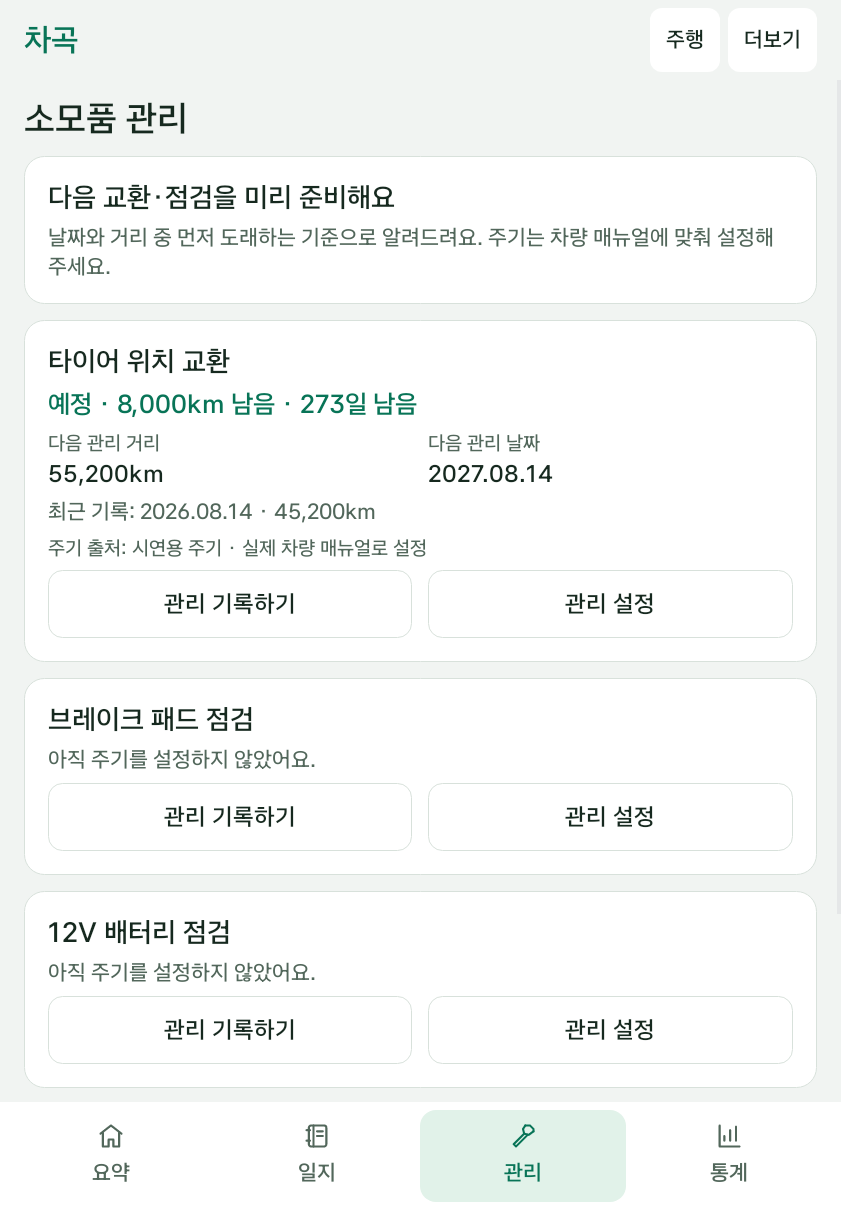 차곡
주행
더보기
소모품 관리
다음 교환·점검을 미리 준비해요
날짜와 거리 중 먼저 도래하는 기준으로 알려드려요. 주기는 차량 매뉴얼에 맞춰 설정해
주세요.
타이어 위치 교환
예정 · 8,000km 남음 · 273일 남음
다음 관리 거리
다음 관리 날짜
55,200km
2027.08.14
최근 기록: 2026.08.14 · 45,200km
주기 출처: 시연용 주기 · 실제 차량 매뉴얼로 설정
관리 기록하기
관리 설정
브레이크 패드 점검
아직 주기를 설정하지 않았어요.
관리 기록하기
관리 설정
12V 배터리 점검
아직 주기를 설정하지 않았어요.
관리 기록하기
관리 설정
요약
일지
관리
통계